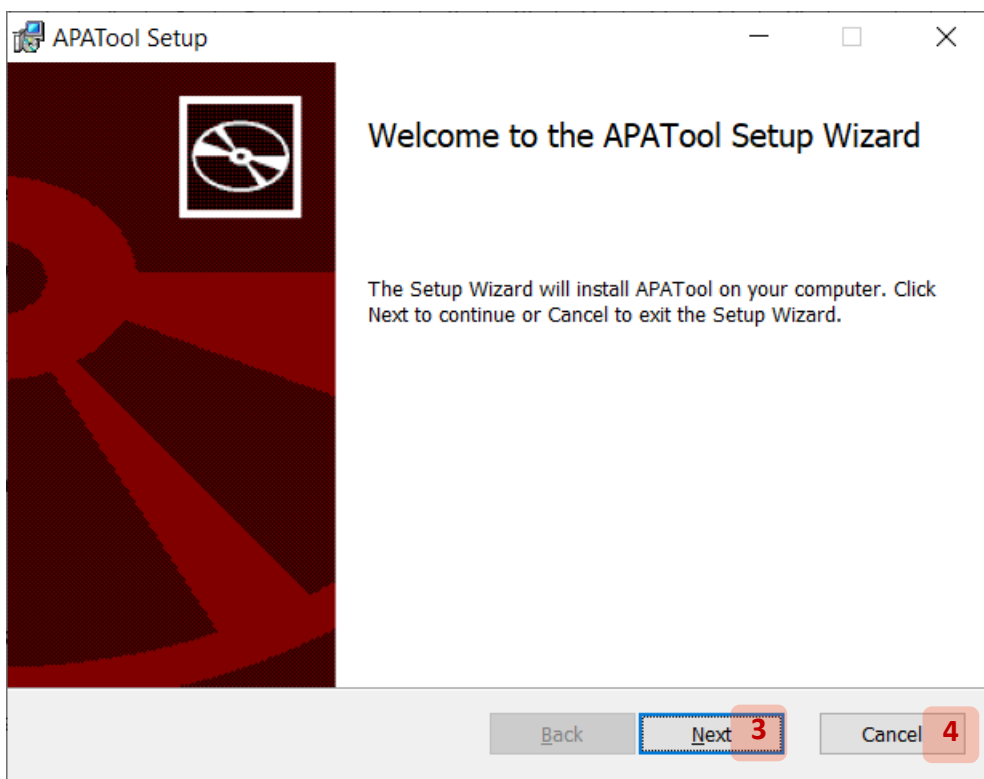 APATool Setup
Welcome to the APATool Setup Wizard
The Setup Wizard will install APATool on your computer. Click
Next to continue or Cancel to exit the Setup Wizard.
Back
Next 3
Cancel 4